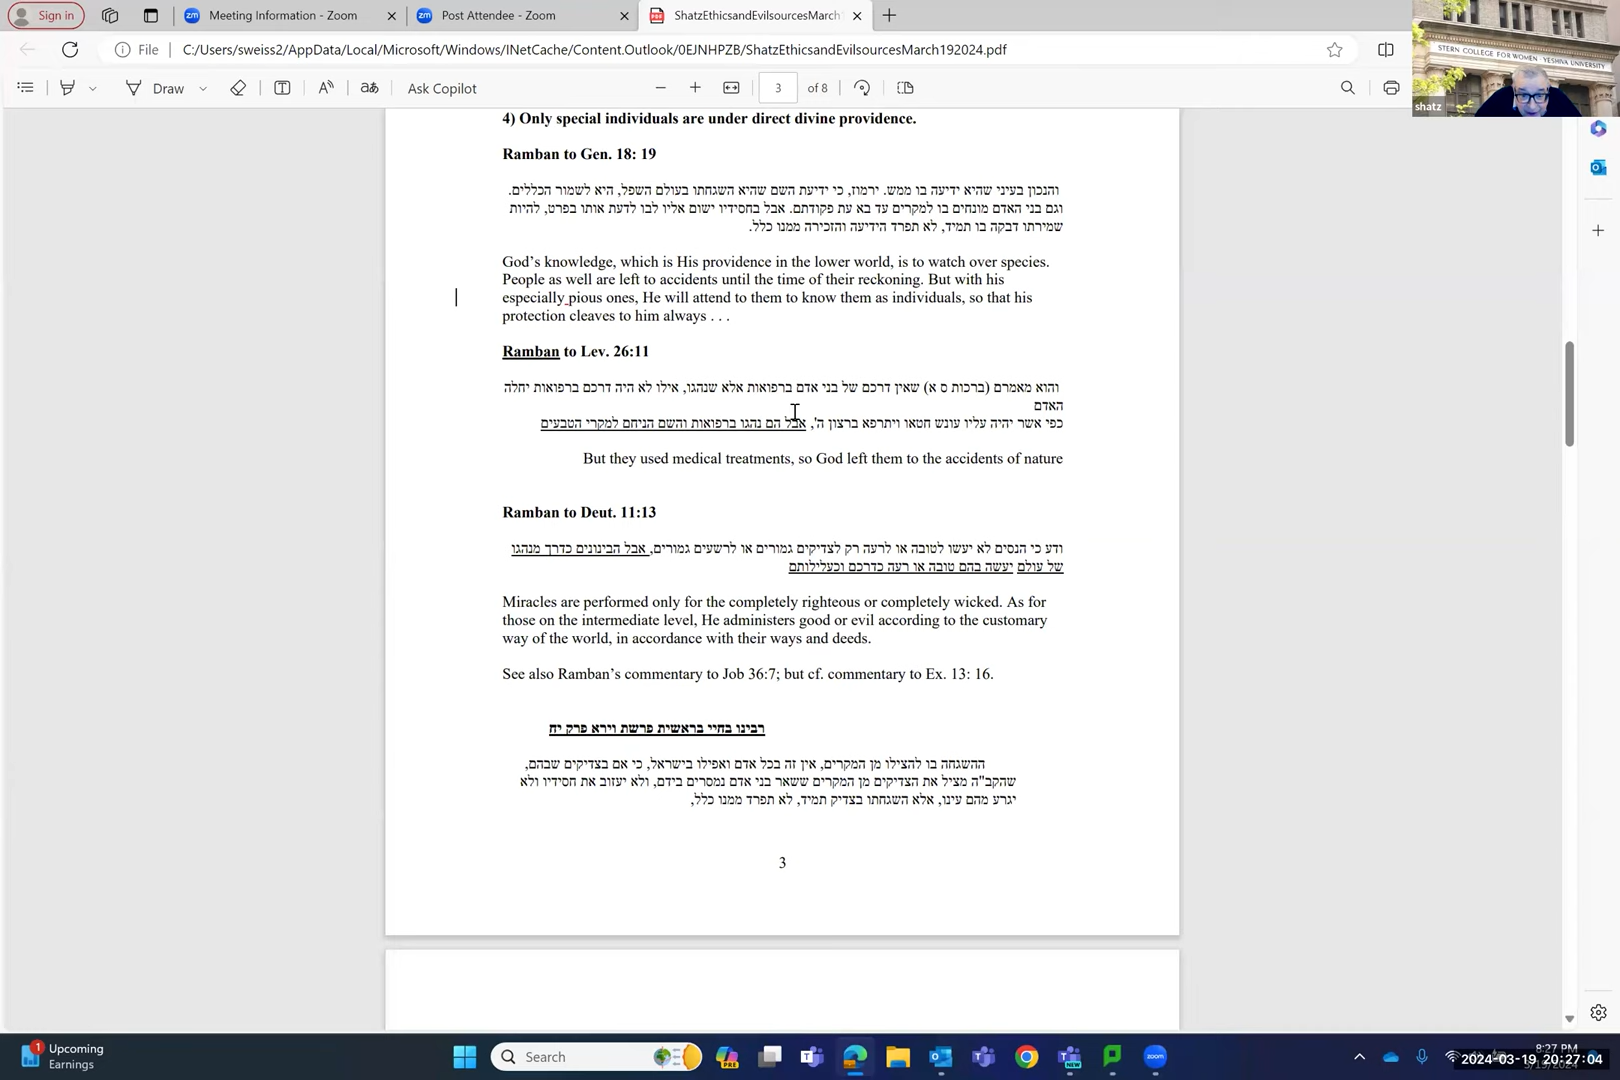 Sign in
Meeting Information - Zoom
Post Attendee - Zoom
ShatzEthicsandEvilsourcesMarch
File
C:/Users/sweiss2/AppData/Local/Microsoft/Windows/INetCache/Content.Outlook/0EJNHPZB/ShatzEthicsandEvilsourcesMarch192024.pdf
Draw
Ask Copilot
3 of 8
STERN COLLEGE FOR WOMEN · YESHIVA UNIVERSITY
shatz
4) Only special individuals are under direct divine providence.
Ramban to Gen. 18: 19
והנכון בעיני שהיא ידיעה בו ממש. ירמוז, כי ידיעת השם שהיא השגחתו בעולם השפל, היא לשמור הכללים.
וגם בני האדם מונחים בו למקרים עד בא עת פקודתם. אבל בחסידיו ישום אליו לבו לדעת אותו בפרט, להיות
שמירתו דבקה בו תמיד, לא תפרד הידיעה והזכירה ממנו כלל.
God's knowledge, which is His providence in the lower world, is to watch over species.
People as well are left to accidents until the time of their reckoning. But with his
especially pious ones, He will attend to them to know them as individuals, so that his
protection cleaves to him always . . .
Ramban to Lev. 26:11
והוא מאמרם (ברכות ס א) שאין דרכם של בני אדם ברפואות אלא שנהגו, אילו לא היה דרכם ברפואות יחלה
האדם
כפי אשר יהיה עליו עונש חטאו ויתרפא ברצון ה', אבל הם נהגו ברפואות והשם הניחם למקרי הטבעים
But they used medical treatments, so God left them to the accidents of nature
Ramban to Deut. 11:13
ודע כי הנסים לא יעשו לטובה או לרעה רק לצדיקים גמורים או לרשעים גמורים, אבל הבינונים כדרך מנהגו
של עולם יעשה בהם טובה או רעה כדרכם וכעלילותם
Miracles are performed only for the completely righteous or completely wicked. As for
those on the intermediate level, He administers good or evil according to the customary
way of the world, in accordance with their ways and deeds.
See also Ramban's commentary to Job 36:7; but cf. commentary to Ex. 13: 16.
רבינו בחיי בראשית פרשת וירא פרק יח
ההשגחה בו להצילו מן המקרים, אין זה בכל אדם ואפילו בישראל, כי אם בצדיקים שבהם,
שהקב"ה מציל את הצדיקים מן המקרים ששאר בני אדם נמסרים בידם, ולא יעזוב את חסידיו ולא
יגרע מהם עינו, אלא השגחתו בצדיק תמיד, לא תפרד ממנו כלל,
3
1
Upcoming
Earnings
Search
PRE
NEW
zoom
8:27 PM
2024-03-19 20:27:04